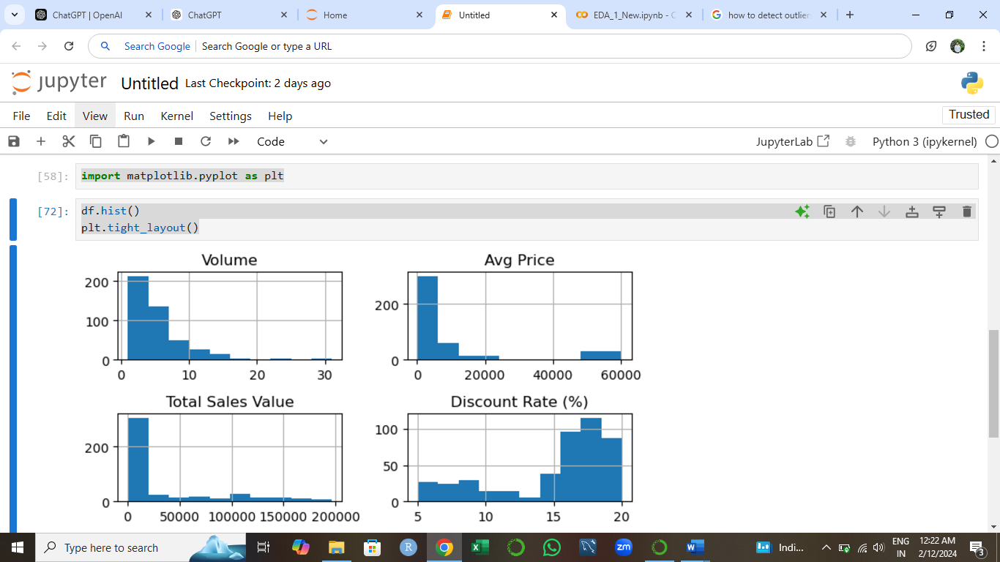 ChatGPT | OpenAI
ChatGPT
Home
Untitled
EDA_1_New.ipynb - C
how to detect outlier
Search Google
Search Google or type a URL
jupyter
Untitled
Last Checkpoint: 2 days ago
File Edit View Run Kernel Settings Help
Trusted
Code
JupyterLab
Python 3 (ipykernel)
[58]:
import matplotlib.pyplot as plt
[72]:
df.hist()
plt.tight_layout()
Volume
200
100
0
0 10 20 30
Avg Price
200
0
0 20000 40000 60000
Total Sales Value
200
0
0 50000 100000 150000 200000
Discount Rate (%)
100
50
0
5 10 15 20
Type here to search
R
zm
W
Indi...
ENG
IN
12:22 AM
2/12/2024
3